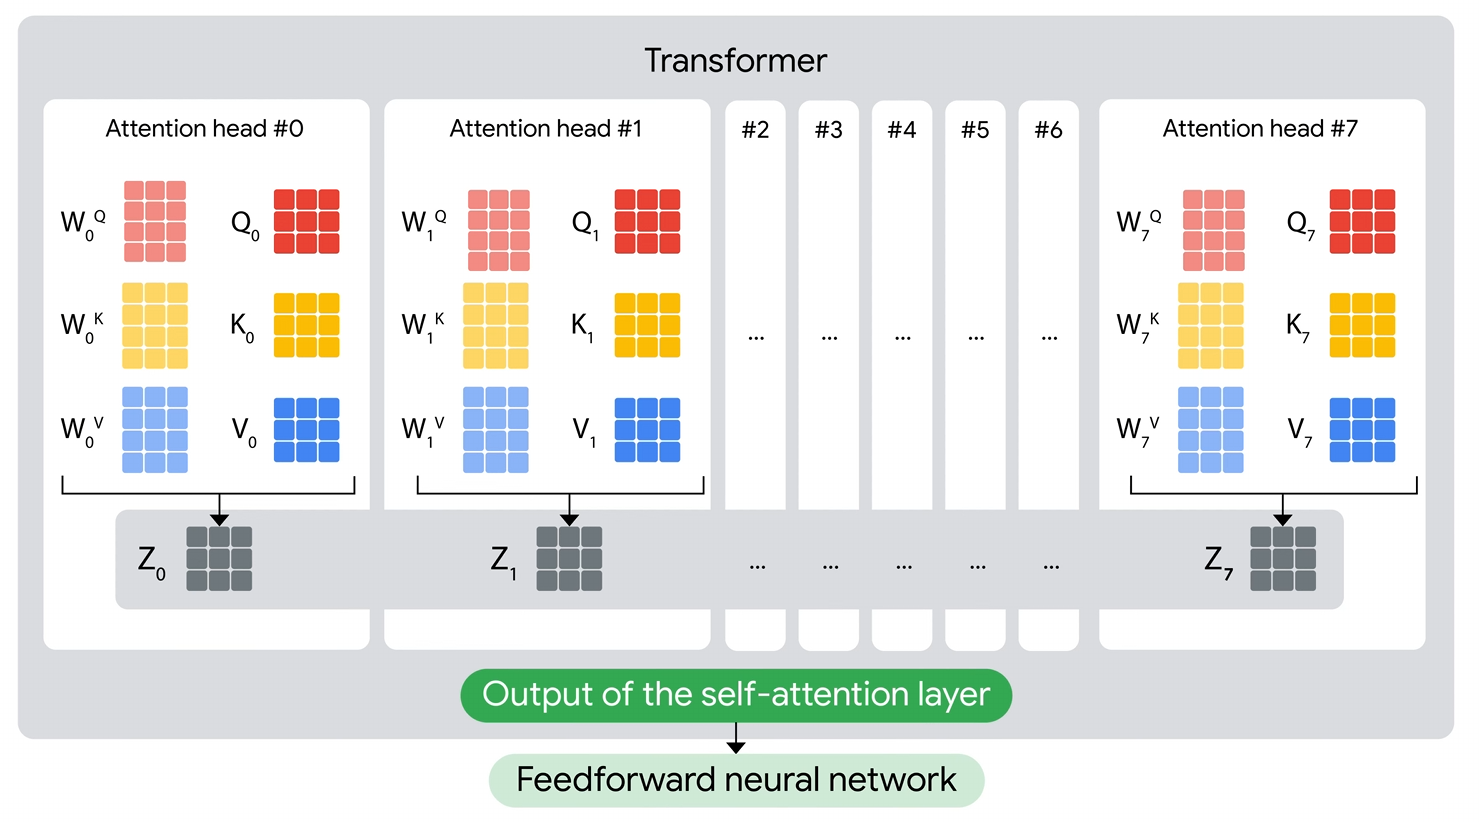 Transformer
Attention head #0
Attention head #1
#2
#3
#4
#5
#6
Attention head #7
W₀Q
Q₀
W₀K
K₀
W₀V
V₀
W₁Q
Q₁
W₁K
K₁
W₁V
V₁
...
...
...
...
...
W₇Q
Q₇
W₇K
K₇
W₇V
V₇
Z₀
Z₁
...
...
...
...
...
Z₇
Output of the self-attention layer
Feedforward neural network